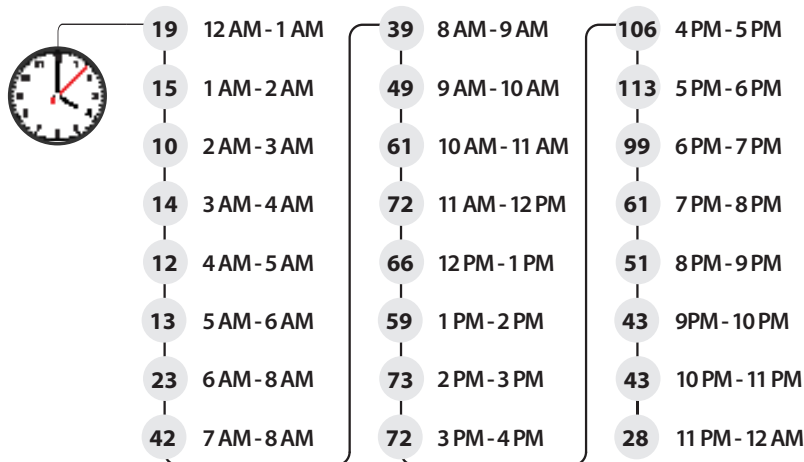 19 12 AM - 1 AM
15 1 AM - 2 AM
10 2 AM - 3 AM
14 3 AM - 4 AM
12 4 AM - 5 AM
13 5 AM - 6 AM
23 6 AM - 8 AM
42 7 AM - 8 AM
39 8 AM - 9 AM
49 9 AM - 10 AM
61 10 AM - 11 AM
72 11 AM - 12 PM
66 12 PM - 1 PM
59 1 PM - 2 PM
73 2 PM - 3 PM
72 3 PM - 4 PM
106 4 PM - 5 PM
113 5 PM - 6 PM
99 6 PM - 7 PM
61 7 PM - 8 PM
51 8 PM - 9 PM
43 9PM - 10 PM
43 10 PM - 11 PM
28 11 PM - 12 AM